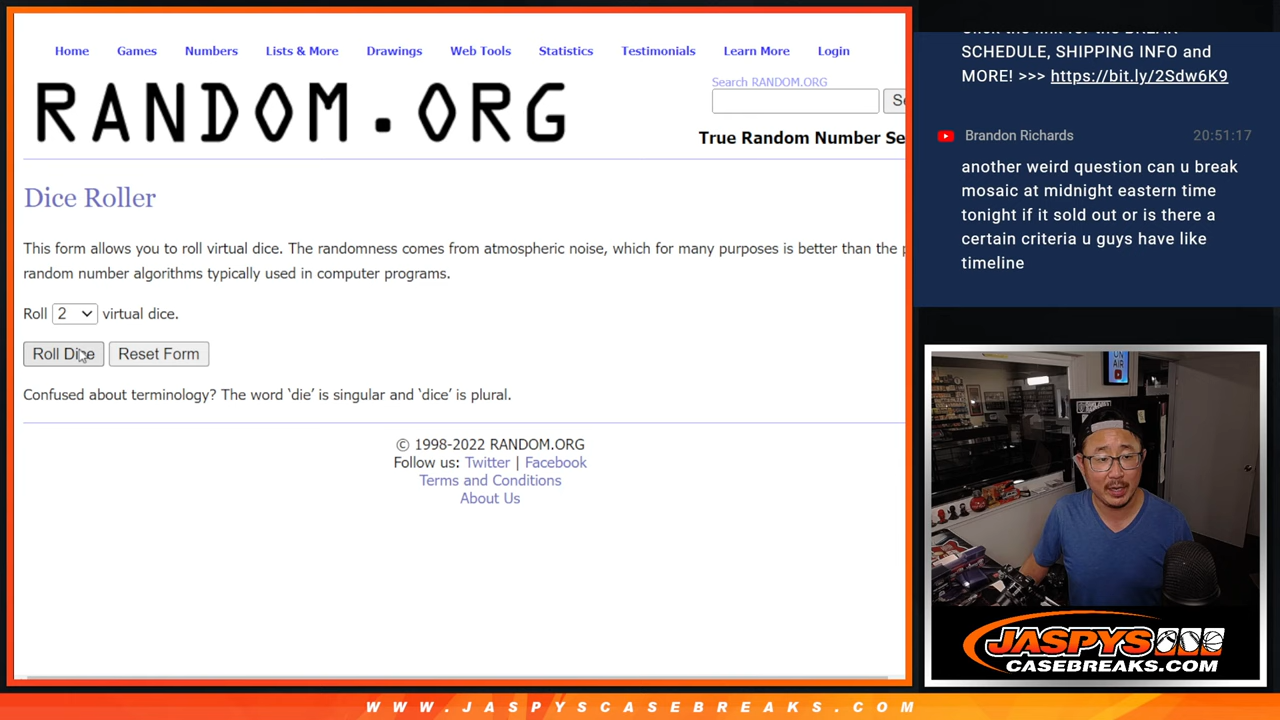 Home Games Numbers Lists & More Drawings Web Tools Statistics Testimonials Learn More Login
RANDOM.ORG
Search RANDOM.ORG
True Random Number Se
Dice Roller
This form allows you to roll virtual dice. The randomness comes from atmospheric noise, which for many purposes is better than the
random number algorithms typically used in computer programs.
Roll 2 virtual dice.
Roll Dice Reset Form
Confused about terminology? The word ‘die’ is singular and ‘dice’ is plural.
© 1998-2022 RANDOM.ORG
Follow us: Twitter | Facebook
Terms and Conditions
About Us
SCHEDULE, SHIPPING INFO and
MORE! >>> https://bit.ly/2Sdw6K9
Brandon Richards 20:51:17
another weird question can u break
mosaic at midnight eastern time
tonight if it sold out or is there a
certain criteria u guys have like
timeline
ON
AIR
JASPYS
CASEBREAKS.COM
WWW.JASPYSCASEBREAKS.COM